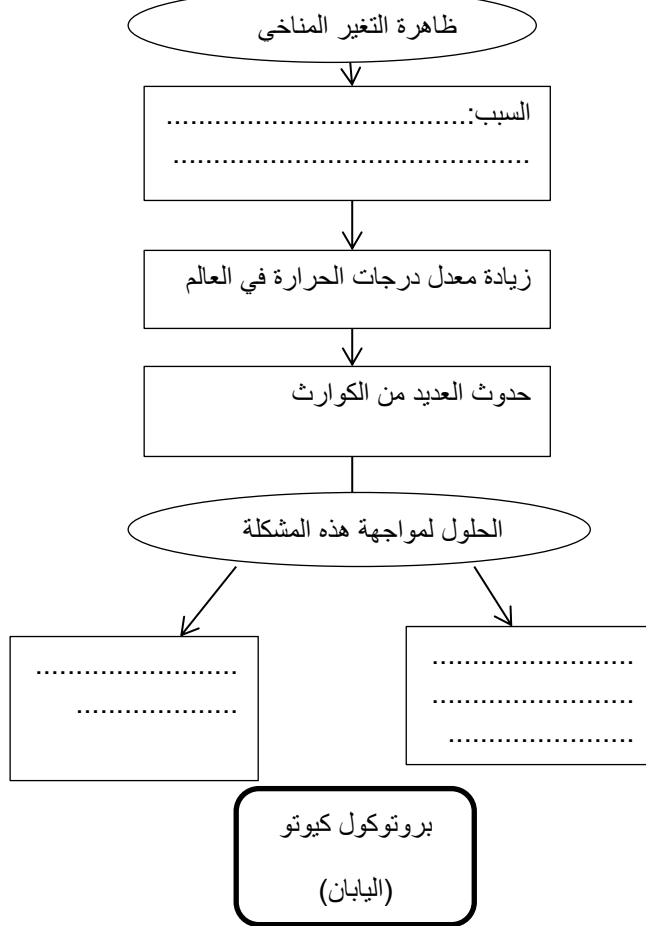 ظاهرة التغير المناخي
السبب:.....................................
............................................
زيادة معدل درجات الحرارة في العالم
حدوث العديد من الكوارث
الحلول لمواجهة هذه المشكلة
.........................
.........................
.......................
.........................
....................
بروتوكول كيوتو
(اليابان)